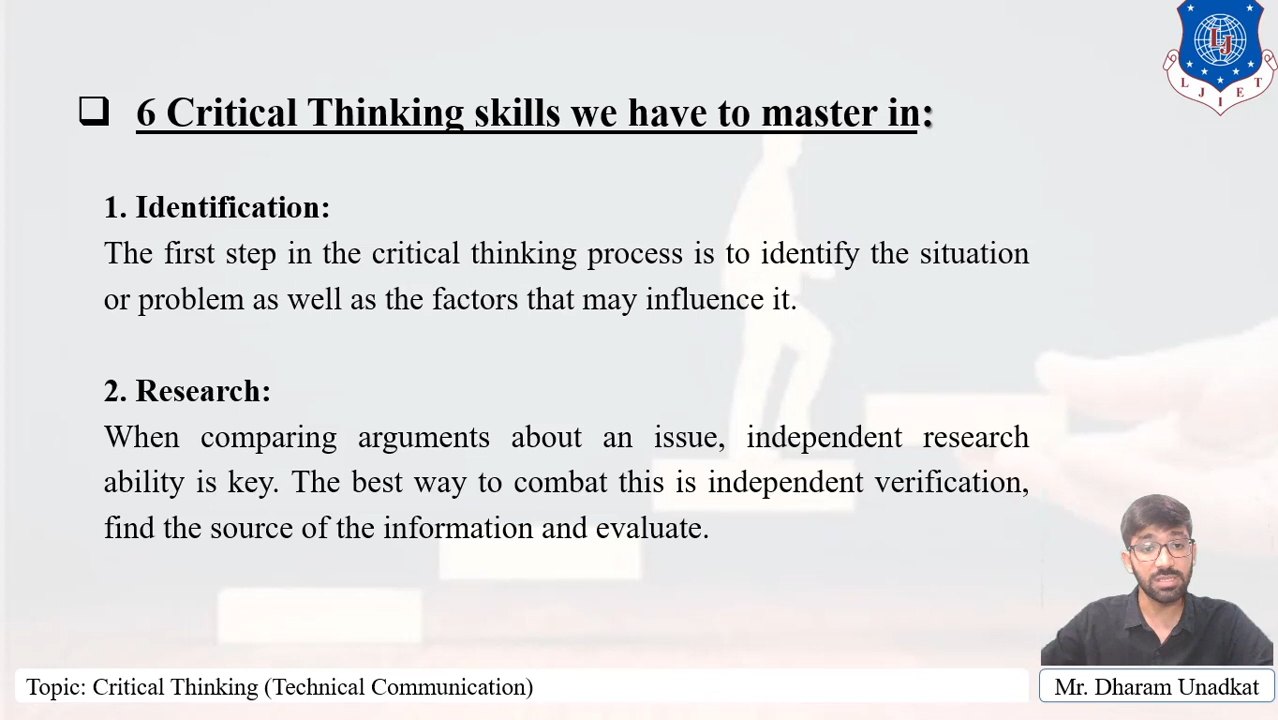 6 Critical Thinking skills we have to master in:
1. Identification:
The first step in the critical thinking process is to identify the situation
or problem as well as the factors that may influence it.
2. Research:
When comparing arguments about an issue, independent research
ability is key. The best way to combat this is independent verification,
find the source of the information and evaluate.
LJ
LJIET
Topic: Critical Thinking (Technical Communication)
Mr. Dharam Unadkat